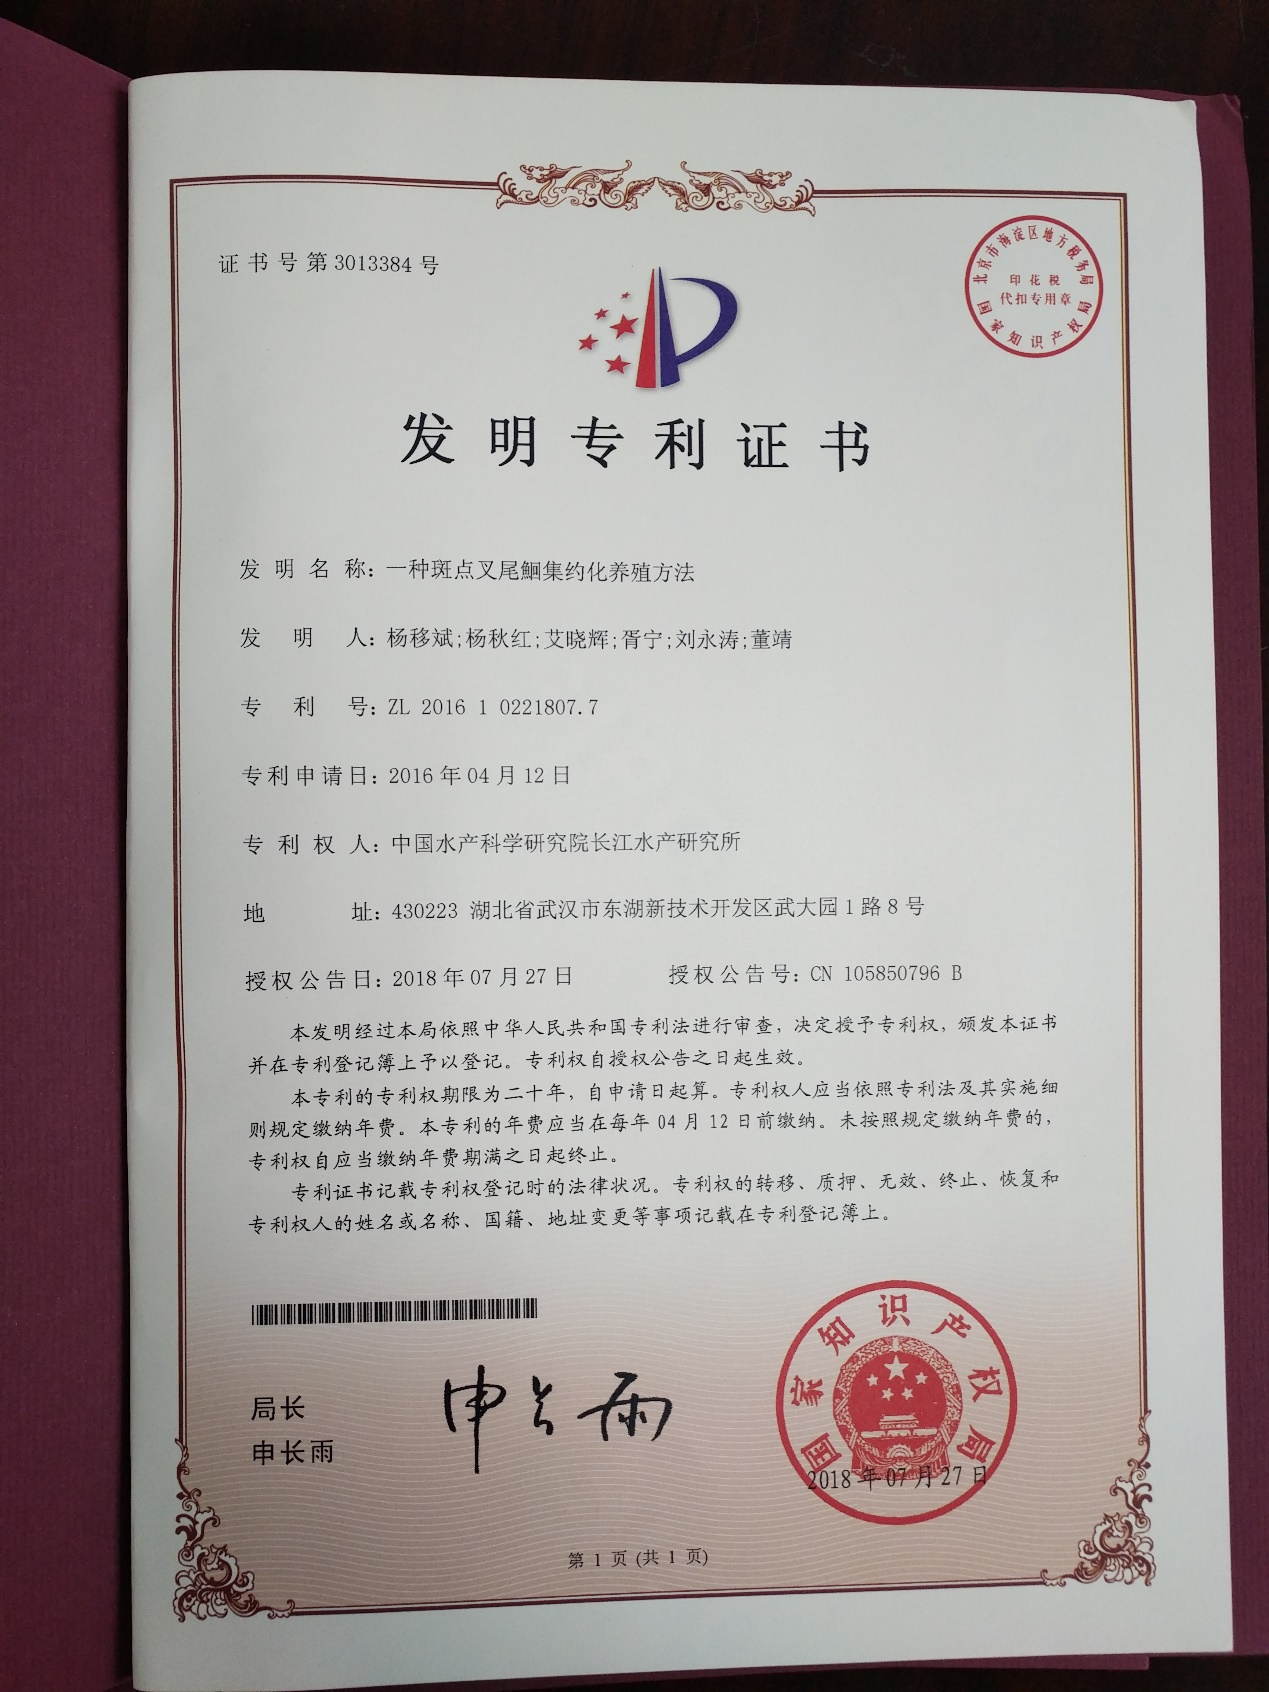 证书号第3013384号
北京市海淀区地方税务局
印花税
代扣专用章
国家知识产权局
发明专利证书
发明名称：一种斑点叉尾鮰集约化养殖方法
发明人：杨移斌;杨秋红;艾晓辉;胥宁;刘永涛;董靖
专利号：ZL 2016 1 0221807.7
专利申请日：2016年04月12日
专利权人：中国水产科学研究院长江水产研究所
地址：430223 湖北省武汉市东湖新技术开发区武大园1路8号
授权公告日：2018年07月27日 授权公告号：CN 105850796 B
本发明经过本局依照中华人民共和国专利法进行审查，决定授予专利权，颁发本证书
并在专利登记簿上予以登记。专利权自授权公告之日起生效。
本专利的专利权期限为二十年，自申请日起算。专利权人应当依照专利法及其实施细
则规定缴纳年费。本专利的年费应当在每年04月12日前缴纳。未按照规定缴纳年费的，
专利权自应当缴纳年费期满之日起终止。
专利证书记载专利权登记时的法律状况。专利权的转移、质押、无效、终止、恢复和
专利权人的姓名或名称、国籍、地址变更等事项记载在专利登记簿上。
局长
申长雨
申长雨
国家知识产权局
2018年07月27日
第 1 页 (共 1 页)